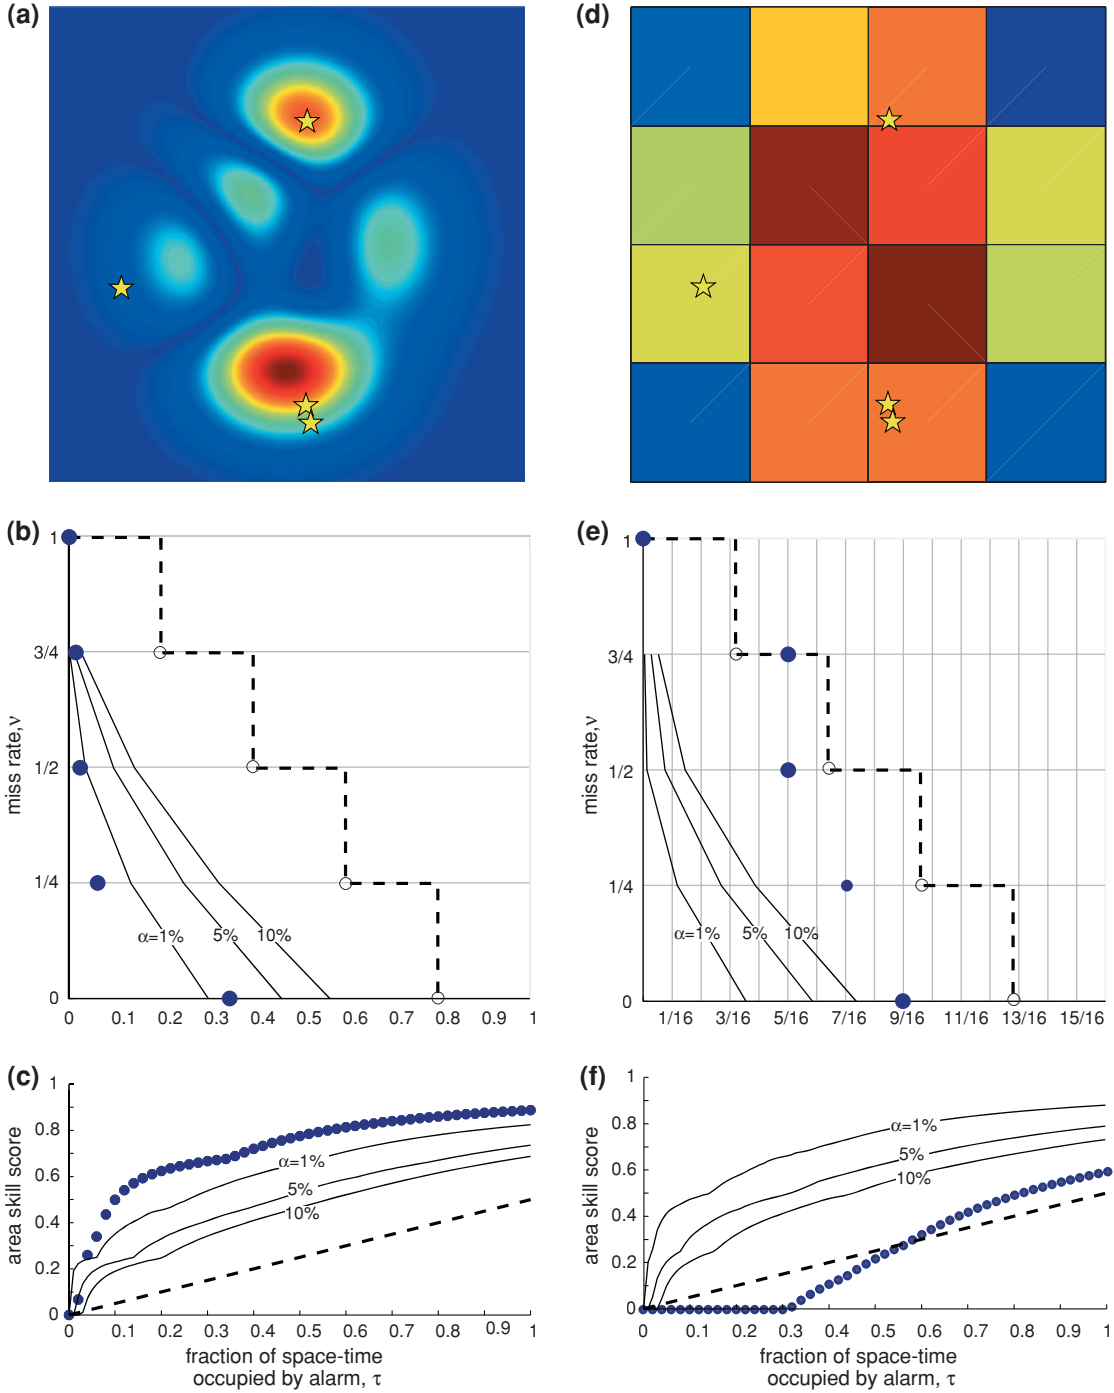 (a)
(d)
(b)
1
3/4
1/2
1/4
0
miss rate,ν
α=1%
5%
10%
0 0.1 0.2 0.3 0.4 0.5 0.6 0.7 0.8 0.9 1
(e)
1
3/4
1/2
1/4
0
miss rate,ν
α=1%
5%
10%
1/16 3/16 5/16 7/16 9/16 11/16 13/16 15/16
(c)
1
0.8
0.6
0.4
0.2
0
area skill score
α=1%
5%
10%
0 0.1 0.2 0.3 0.4 0.5 0.6 0.7 0.8 0.9 1
fraction of space-time
occupied by alarm, τ
(f)
1
0.8
0.6
0.4
0.2
0
area skill score
α=1%
5%
10%
0 0.1 0.2 0.3 0.4 0.5 0.6 0.7 0.8 0.9 1
fraction of space-time
occupied by alarm, τ